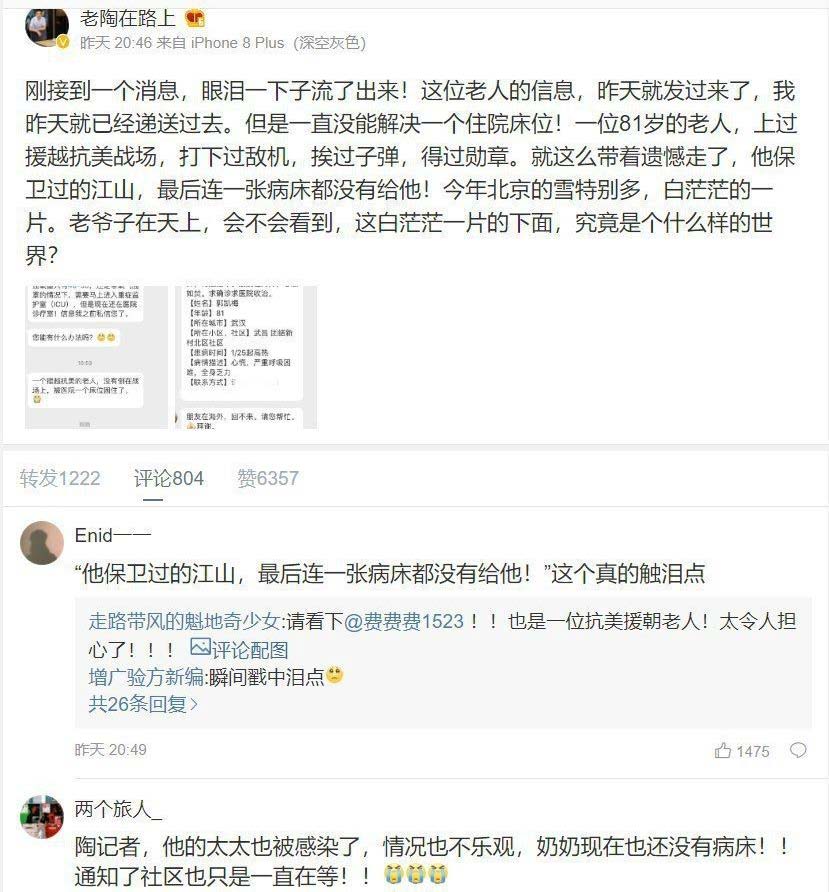 老陶在路上
昨天 20:46 来自 iPhone 8 Plus (深空灰色)
刚接到一个消息，眼泪一下子流了出来！这位老人的信息，昨天就发过来了，我
昨天就已经递送过去。但是一直没能解决一个住院床位！一位81岁的老人，上过
援越抗美战场，打下过敌机，挨过子弹，得过勋章。就这么带着遗憾走了，他保
卫过的江山，最后连一张病床都没有给他！今年北京的雪特别多，白茫茫的一
片。老爷子在天上，会不会看到，这白茫茫一片的下面，究竟是个什么样的世
界？
罩的情况下，需要马上进入重症监
护室（ICU），但是现在还在医院
诊疗室！信息我之前私信您了。
您能有什么办法吗？
10:53
一个援越抗美的老人，没有倒在战
场上，被医院一个床位困住了，
如焚。求确诊求医院收治。
【姓名】郭凯梅
【年龄】81
【所在城市】武汉
【所在小区、社区】武昌 团结新
村北区社区
【患病时间】1/25起高热
【病情描述】心慌，严重呼吸困
难，全身乏力
【联系方式】
朋友在海外，回不来。请您帮忙。
拜谢。
转发1222 评论804 赞6357
Enid——
“他保卫过的江山，最后连一张病床都没有给他！”这个真的触泪点
走路带风的魁地奇少女:请看下@费费费1523 ！！也是一位抗美援朝老人！太令人担
心了！！！ 评论配图
增广验方新编:瞬间戳中泪点
共26条回复>
昨天 20:49
1475
两个旅人_
陶记者，他的太太也被感染了，情况也不乐观，奶奶现在也还没有病床！！
通知了社区也只是一直在等！！